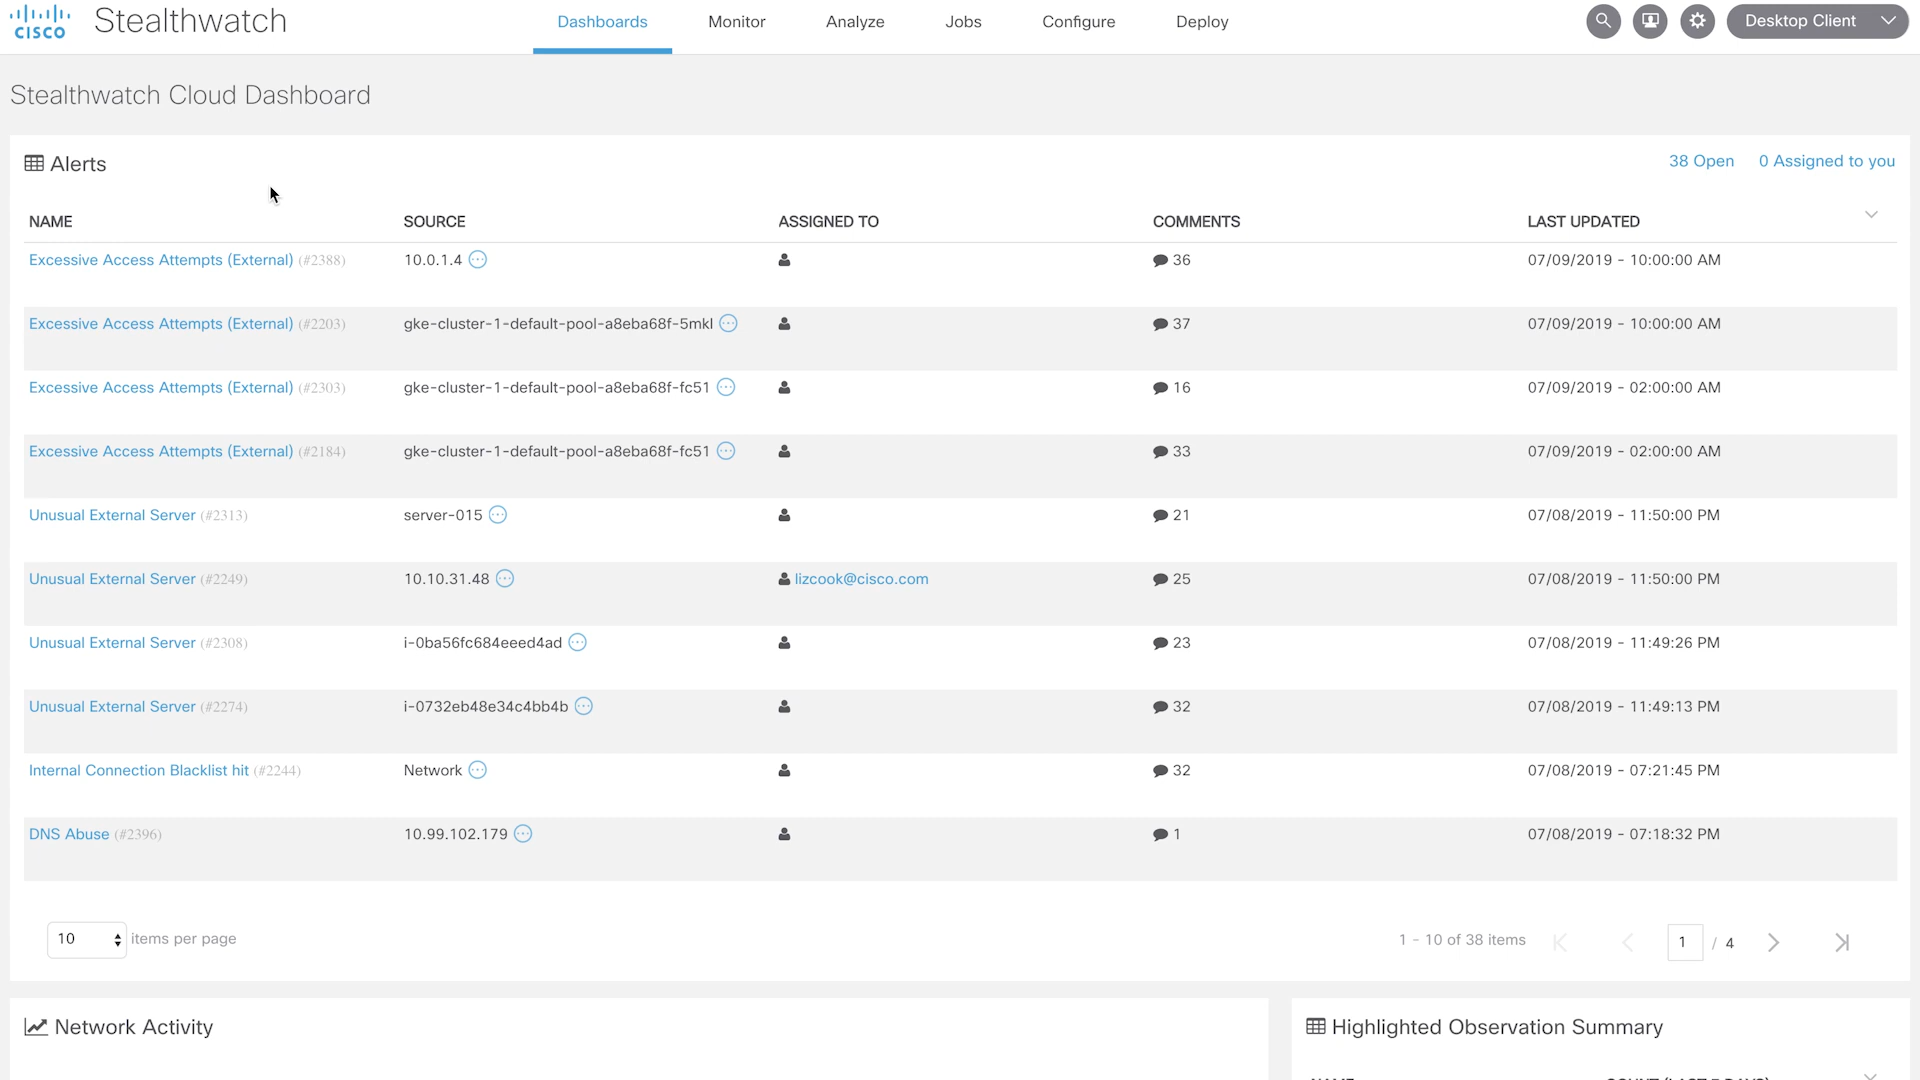 cisco Stealthwatch Dashboards Monitor Analyze Jobs Configure Deploy Desktop Client
Stealthwatch Cloud Dashboard
Alerts 38 Open 0 Assigned to you
NAME SOURCE ASSIGNED TO COMMENTS LAST UPDATED
Excessive Access Attempts (External) (#2388) 10.0.1.4 36 07/09/2019 - 10:00:00 AM
Excessive Access Attempts (External) (#2203) gke-cluster-1-default-pool-a8eba68f-5mkl 37 07/09/2019 - 10:00:00 AM
Excessive Access Attempts (External) (#2303) gke-cluster-1-default-pool-a8eba68f-fc51 16 07/09/2019 - 02:00:00 AM
Excessive Access Attempts (External) (#2184) gke-cluster-1-default-pool-a8eba68f-fc51 33 07/09/2019 - 02:00:00 AM
Unusual External Server (#2313) server-015 21 07/08/2019 - 11:50:00 PM
Unusual External Server (#2249) 10.10.31.48 lizcook@cisco.com 25 07/08/2019 - 11:50:00 PM
Unusual External Server (#2308) i-0ba56fc684eeed4ad 23 07/08/2019 - 11:49:26 PM
Unusual External Server (#2274) i-0732eb48e34c4bb4b 32 07/08/2019 - 11:49:13 PM
Internal Connection Blacklist hit (#2244) Network 32 07/08/2019 - 07:21:45 PM
DNS Abuse (#2396) 10.99.102.179 1 07/08/2019 - 07:18:32 PM
10 items per page 1 - 10 of 38 items 1 / 4
Network Activity Highlighted Observation Summary